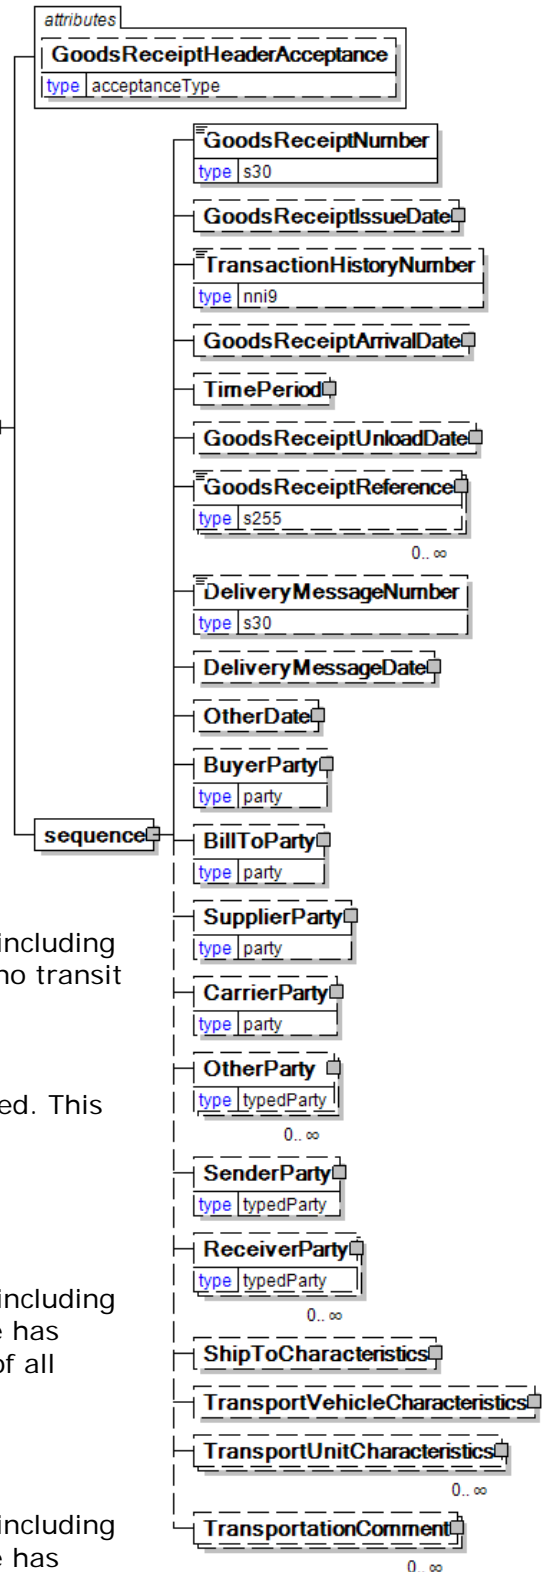 attributes
GoodsReceiptHeaderAcceptance
type acceptanceType
GoodsReceiptNumber
type s30
GoodsReceiptIssueDate
TransactionHistoryNumber
type nni9
GoodsReceiptArrivalDate
TimePeriod
GoodsReceiptUnloadDate
GoodsReceiptReference
type s255
0..∞
DeliveryMessageNumber
type s30
DeliveryMessageDate
OtherDate
BuyerParty
type party
sequence
BillToParty
type party
SupplierParty
type party
including
no transit
CarrierParty
type party
OtherParty
type typedParty
0..∞
ed. This
SenderParty
type typedParty
ReceiverParty
type typedParty
0..∞
including
e has
of all
ShipToCharacteristics
TransportVehicleCharacteristics
TransportUnitCharacteristics
0..∞
including
e has
TransportationComment
0..∞